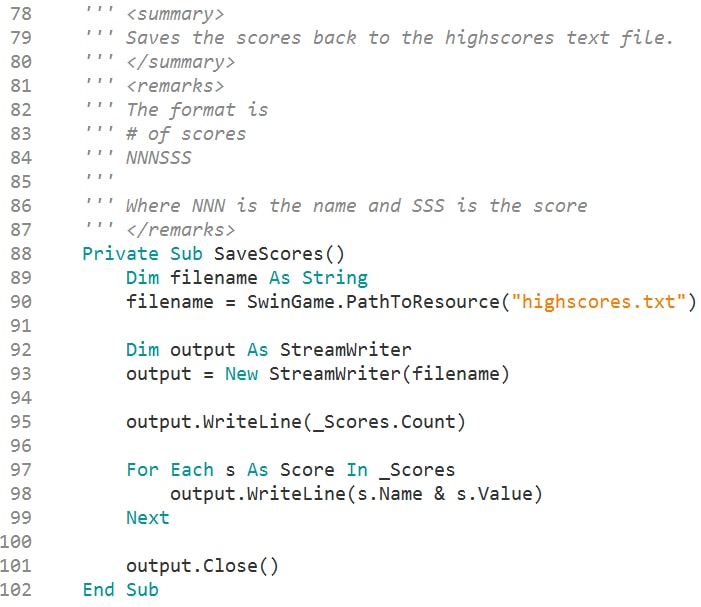 78 ''' <summary>
79 ''' Saves the scores back to the highscores text file.
80 ''' </summary>
81 ''' <remarks>
82 ''' The format is
83 ''' # of scores
84 ''' NNNSSS
85 '''
86 ''' Where NNN is the name and SSS is the score
87 ''' </remarks>
88 Private Sub SaveScores()
89 Dim filename As String
90 filename = SwinGame.PathToResource("highscores.txt")
91
92 Dim output As StreamWriter
93 output = New StreamWriter(filename)
94
95 output.WriteLine(_Scores.Count)
96
97 For Each s As Score In _Scores
98 output.WriteLine(s.Name & s.Value)
99 Next
100
101 output.Close()
102 End Sub